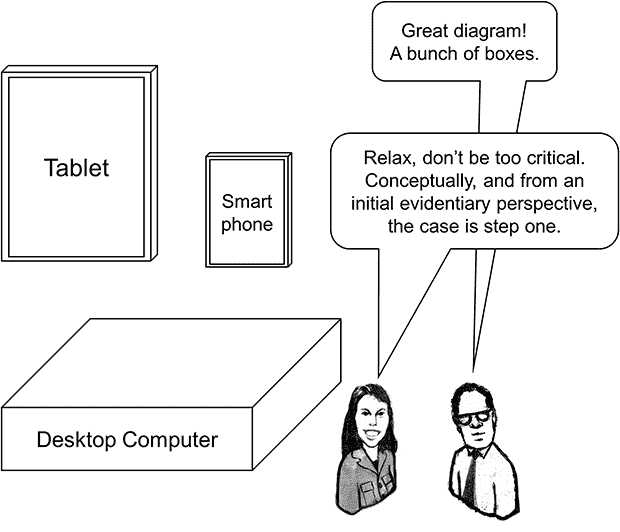 Great diagram!
A bunch of boxes.
Relax, don’t be too critical.
Conceptually, and from an
initial evidentiary perspective,
the case is step one.
Tablet
Smart
phone
Desktop Computer